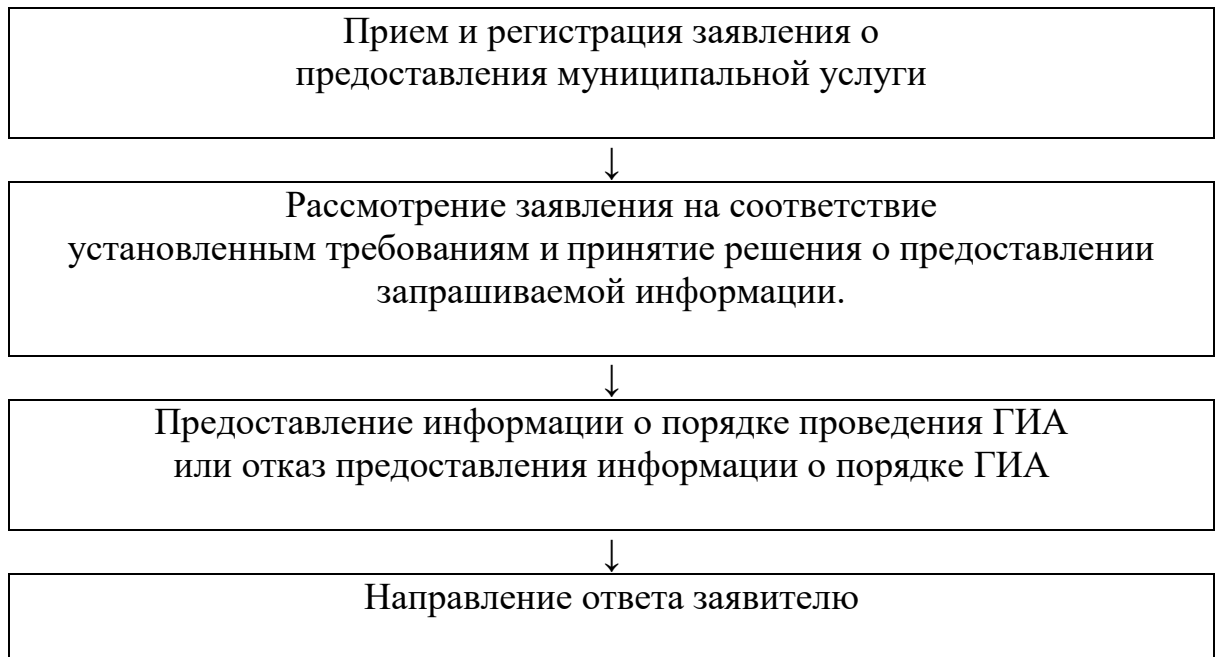 Прием и регистрация заявления о
предоставления муниципальной услуги
↓
Рассмотрение заявления на соответствие
установленным требованиям и принятие решения о предоставлении
запрашиваемой информации.
↓
Предоставление информации о порядке проведения ГИА
или отказ предоставления информации о порядке ГИА
↓
Направление ответа заявителю